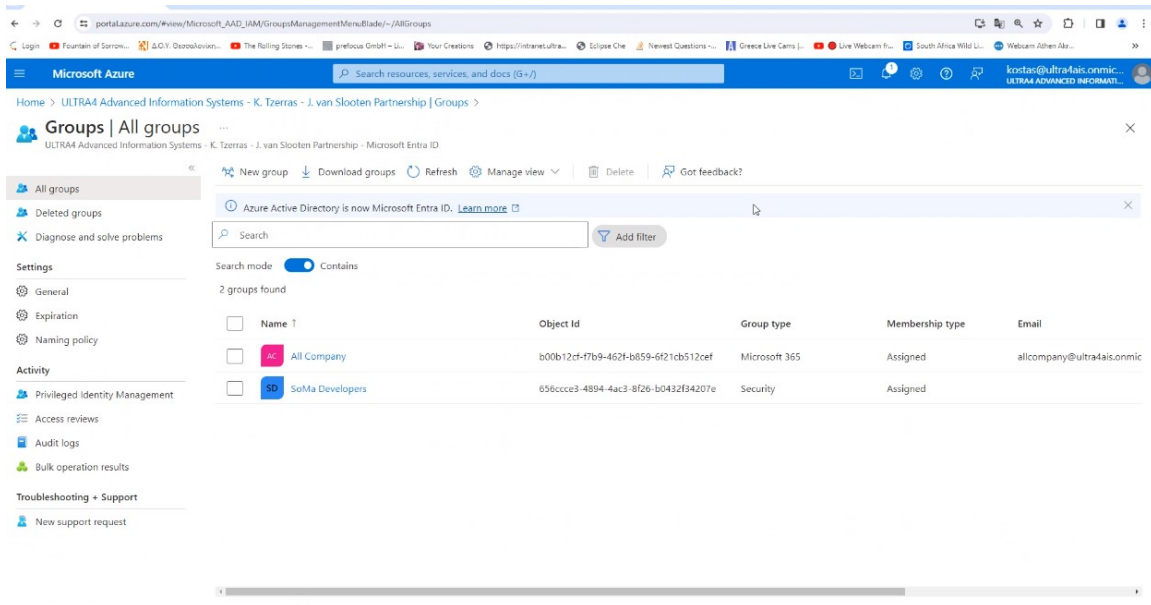 portal.azure.com/#view/Microsoft_AAD_IAM/GroupsManagementMenuBlade/~/AllGroups
Login Fountain of Sorrow... The Rolling Stones -... prefocus GmbH – Li... Your Creations https://intranet.ultra... Eclipse Che Newest Questions -... Greece Live Cams |... Live Webcam fr... South Africa Wild Li... Webcam Athen Akr... »
Microsoft Azure Search resources, services, and docs (G+/) 1 kostas@ultra4ais.onmic...
ULTRA4 ADVANCED INFORMATI...
Home > ULTRA4 Advanced Information Systems - K. Tzerras - J. van Slooten Partnership | Groups >
Groups | All groups ...
ULTRA4 Advanced Information Systems - K. Tzerras - J. van Slooten Partnership - Microsoft Entra ID
New group Download groups Refresh Manage view Delete Got feedback?
All groups
Deleted groups
Diagnose and solve problems
Settings
General
Expiration
Naming policy
Activity
Privileged Identity Management
Access reviews
Audit logs
Bulk operation results
Troubleshooting + Support
New support request
Azure Active Directory is now Microsoft Entra ID. Learn more
Search Add filter
Search mode Contains
2 groups found
Name ↑ Object Id Group type Membership type Email
AC All Company b00b12cf-f7b9-462f-b859-6f21cb512cef Microsoft 365 Assigned allcompany@ultra4ais.onmic
SD SoMa Developers 656ccce3-4894-4ac3-8f26-b0432f34207e Security Assigned